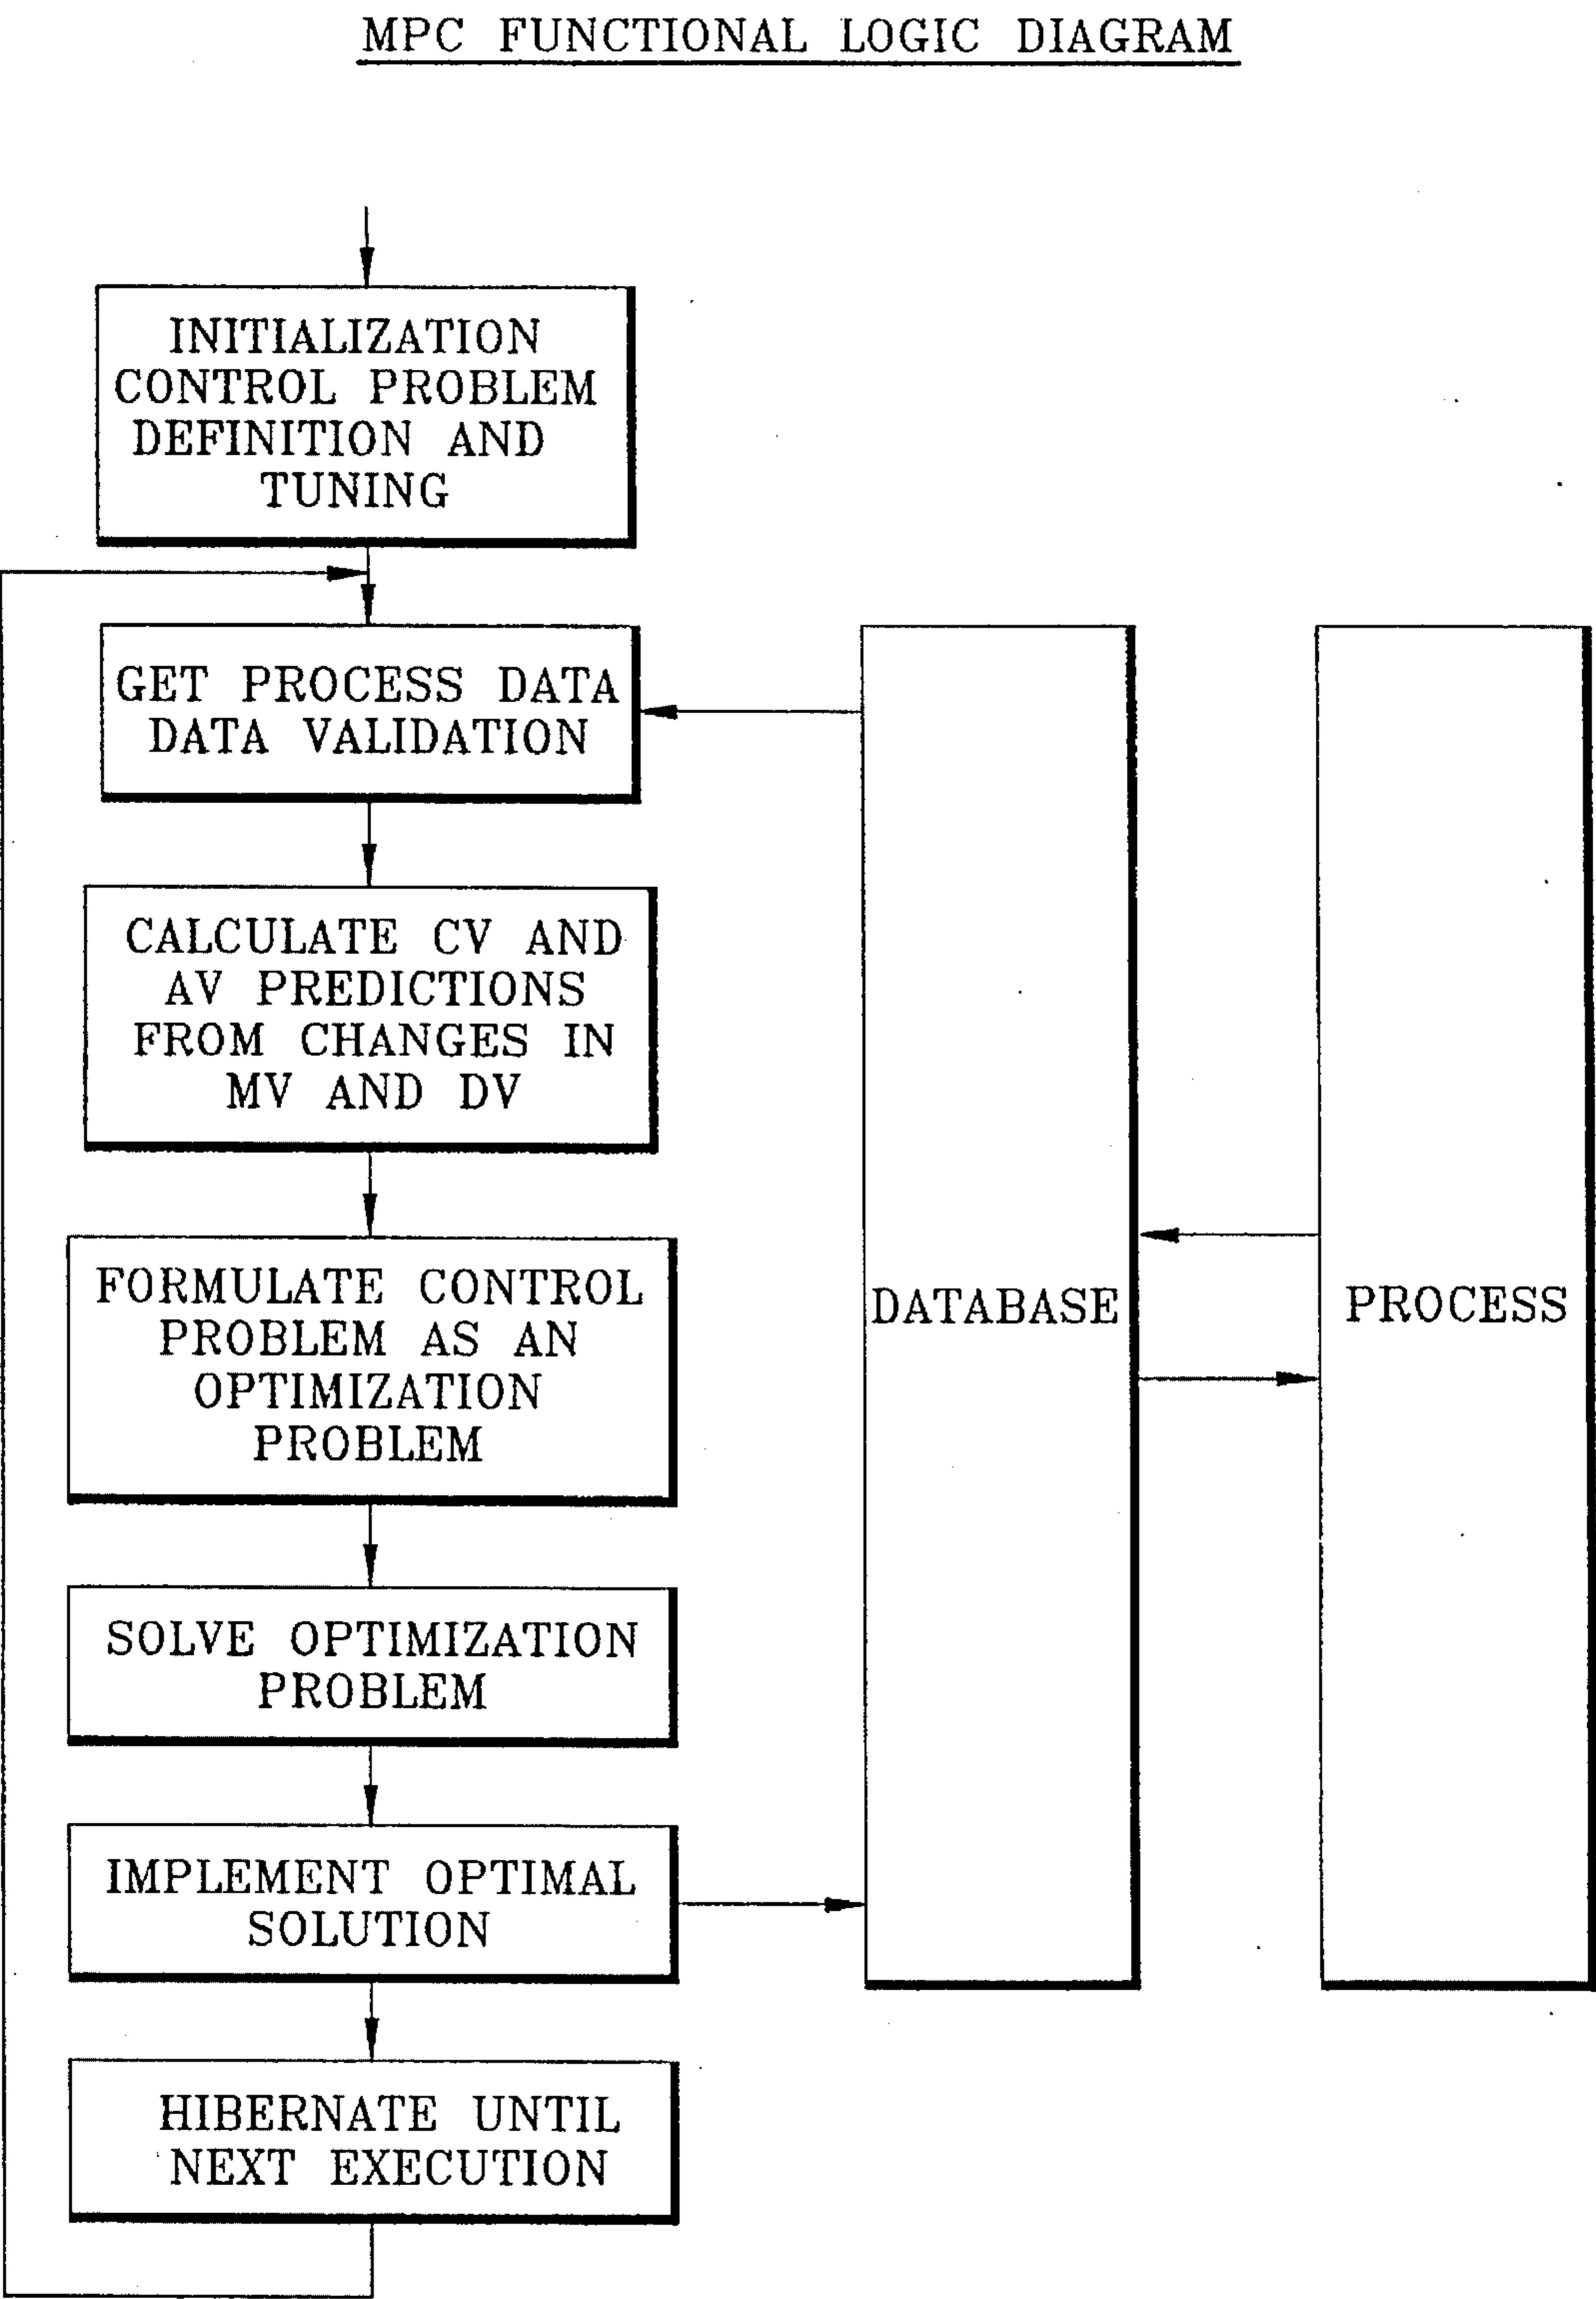 MPC FUNCTIONAL LOGIC DIAGRAM
INITIALIZATION
CONTROL PROBLEM
DEFINITION AND
TUNING
GET PROCESS DATA
DATA VALIDATION
CALCULATE CV AND
AV PREDICTIONS
FROM CHANGES IN
MV AND DV
FORMULATE CONTROL
PROBLEM AS AN
OPTIMIZATION
PROBLEM
SOLVE OPTIMIZATION
PROBLEM
IMPLEMENT OPTIMAL
SOLUTION
HIBERNATE UNTIL
NEXT EXECUTION
DATABASE
PROCESS